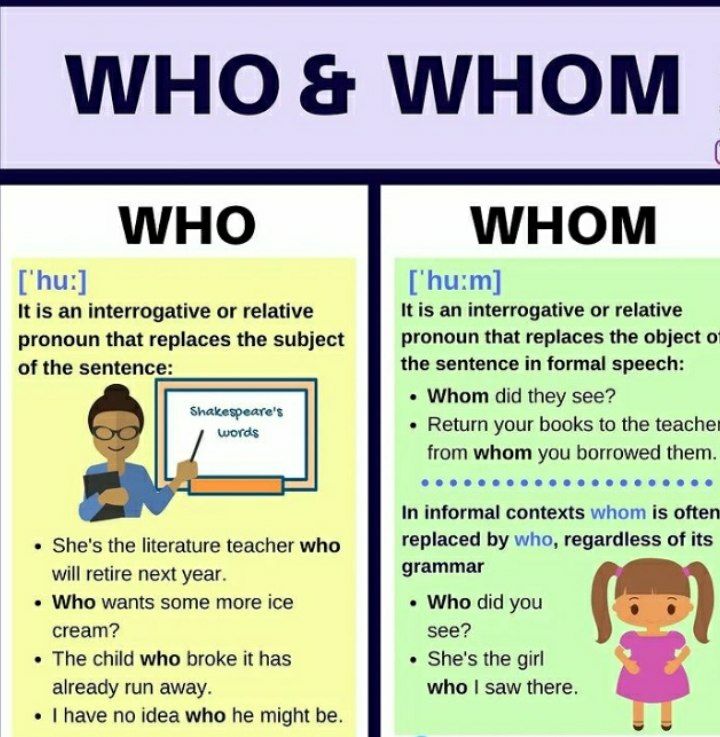 WHO & WHOM
WHO
['huː]
It is an interrogative or relative
pronoun that replaces the subject
of the sentence:
Shakespeare's
words
• She's the literature teacher who
will retire next year.
• Who wants some more ice
cream?
• The child who broke it has
already run away.
• I have no idea who he might be.
WHOM
['huːm]
It is an interrogative or relative
pronoun that replaces the object of
the sentence in formal speech:
• Whom did they see?
• Return your books to the teacher
from whom you borrowed them.
In informal contexts whom is often
replaced by who, regardless of its
grammar
• Who did you
see?
• She's the girl
who I saw there.